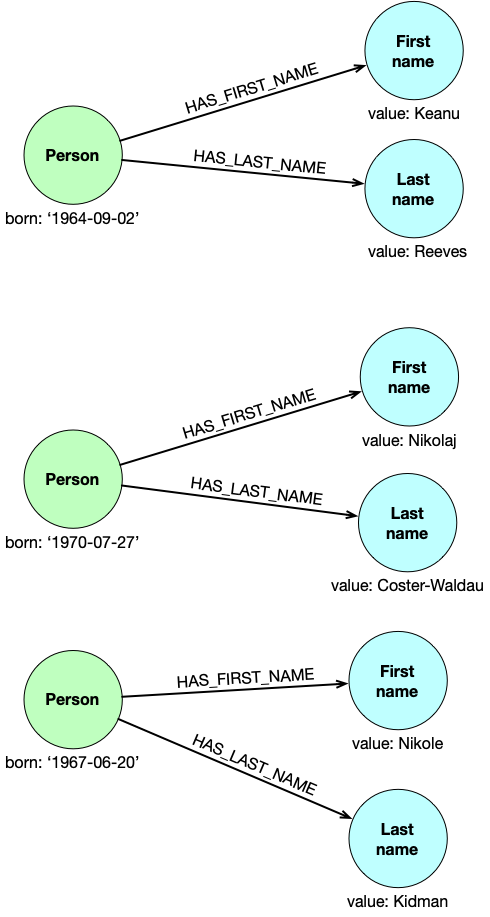 First
name
HAS_FIRST_NAME
value: Keanu
Person
HAS_LAST_NAME
Last
name
born: ‘1964-09-02’
value: Reeves
First
name
HAS_FIRST_NAME
value: Nikolaj
Person
HAS_LAST_NAME
Last
name
born: ‘1970-07-27’
value: Coster-Waldau
First
name
HAS_FIRST_NAME
Person
value: Nikole
born: ‘1967-06-20’
HAS_LAST_NAME
Last
name
value: Kidman